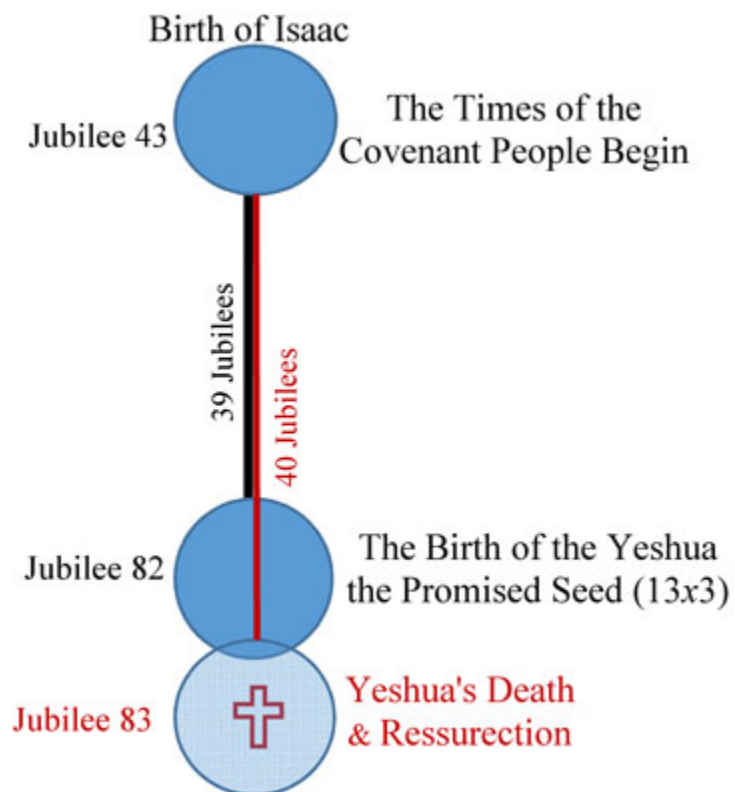 Birth of Isaac
Jubilee 43
The Times of the
Covenant People Begin
39 Jubilees
40 Jubilees
Jubilee 82
The Birth of the Yeshua
the Promised Seed (13x3)
Jubilee 83
Yeshua's Death
& Ressurection